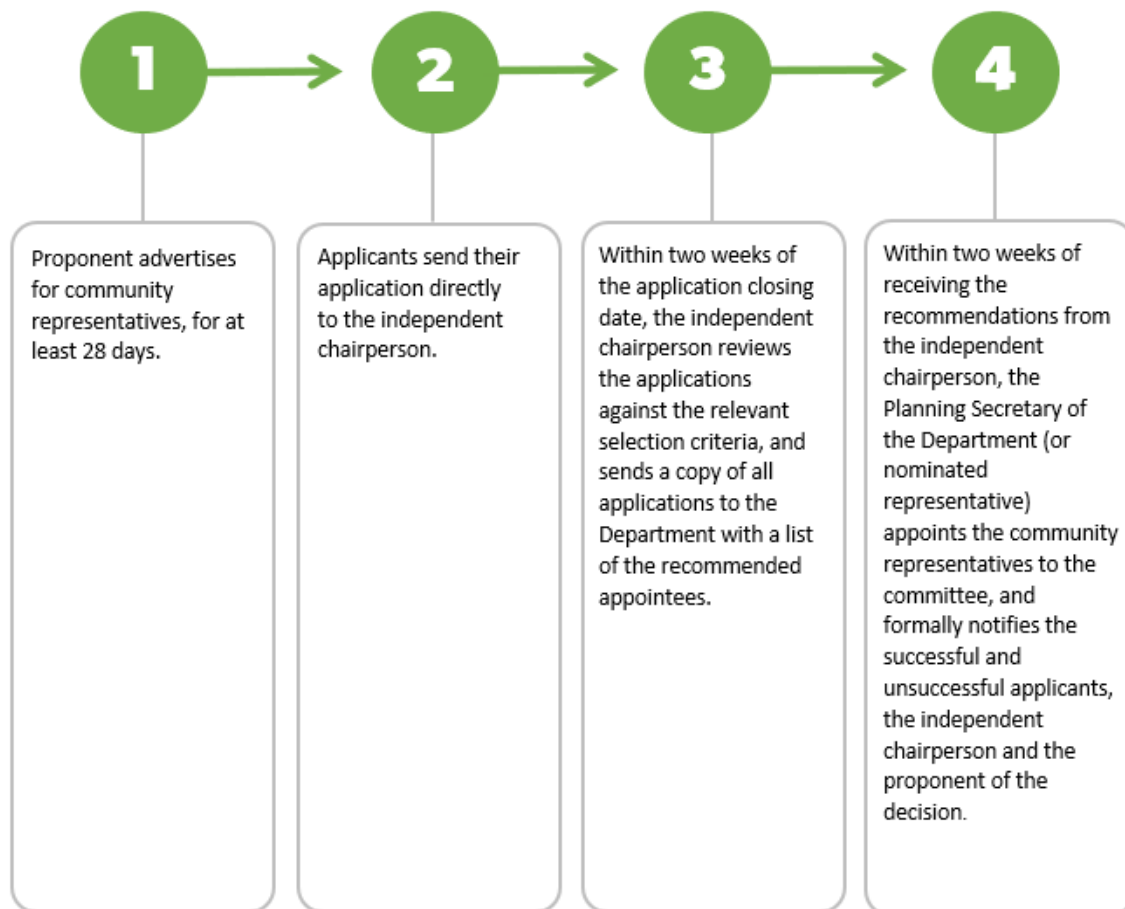 1
2
3
4
Proponent advertises
for community
representatives, for at
least 28 days.
Applicants send their
application directly
to the independent
chairperson.
Within two weeks of
the application closing
date, the independent
chairperson reviews
the applications
against the relevant
selection criteria, and
sends a copy of all
applications to the
Department with a list
of the recommended
appointees.
Within two weeks of
receiving the
recommendations from
the independent
chairperson, the
Planning Secretary of
the Department (or
nominated
representative)
appoints the community
representatives to the
committee, and
formally notifies the
successful and
unsuccessful applicants,
the independent
chairperson and the
proponent of the
decision.